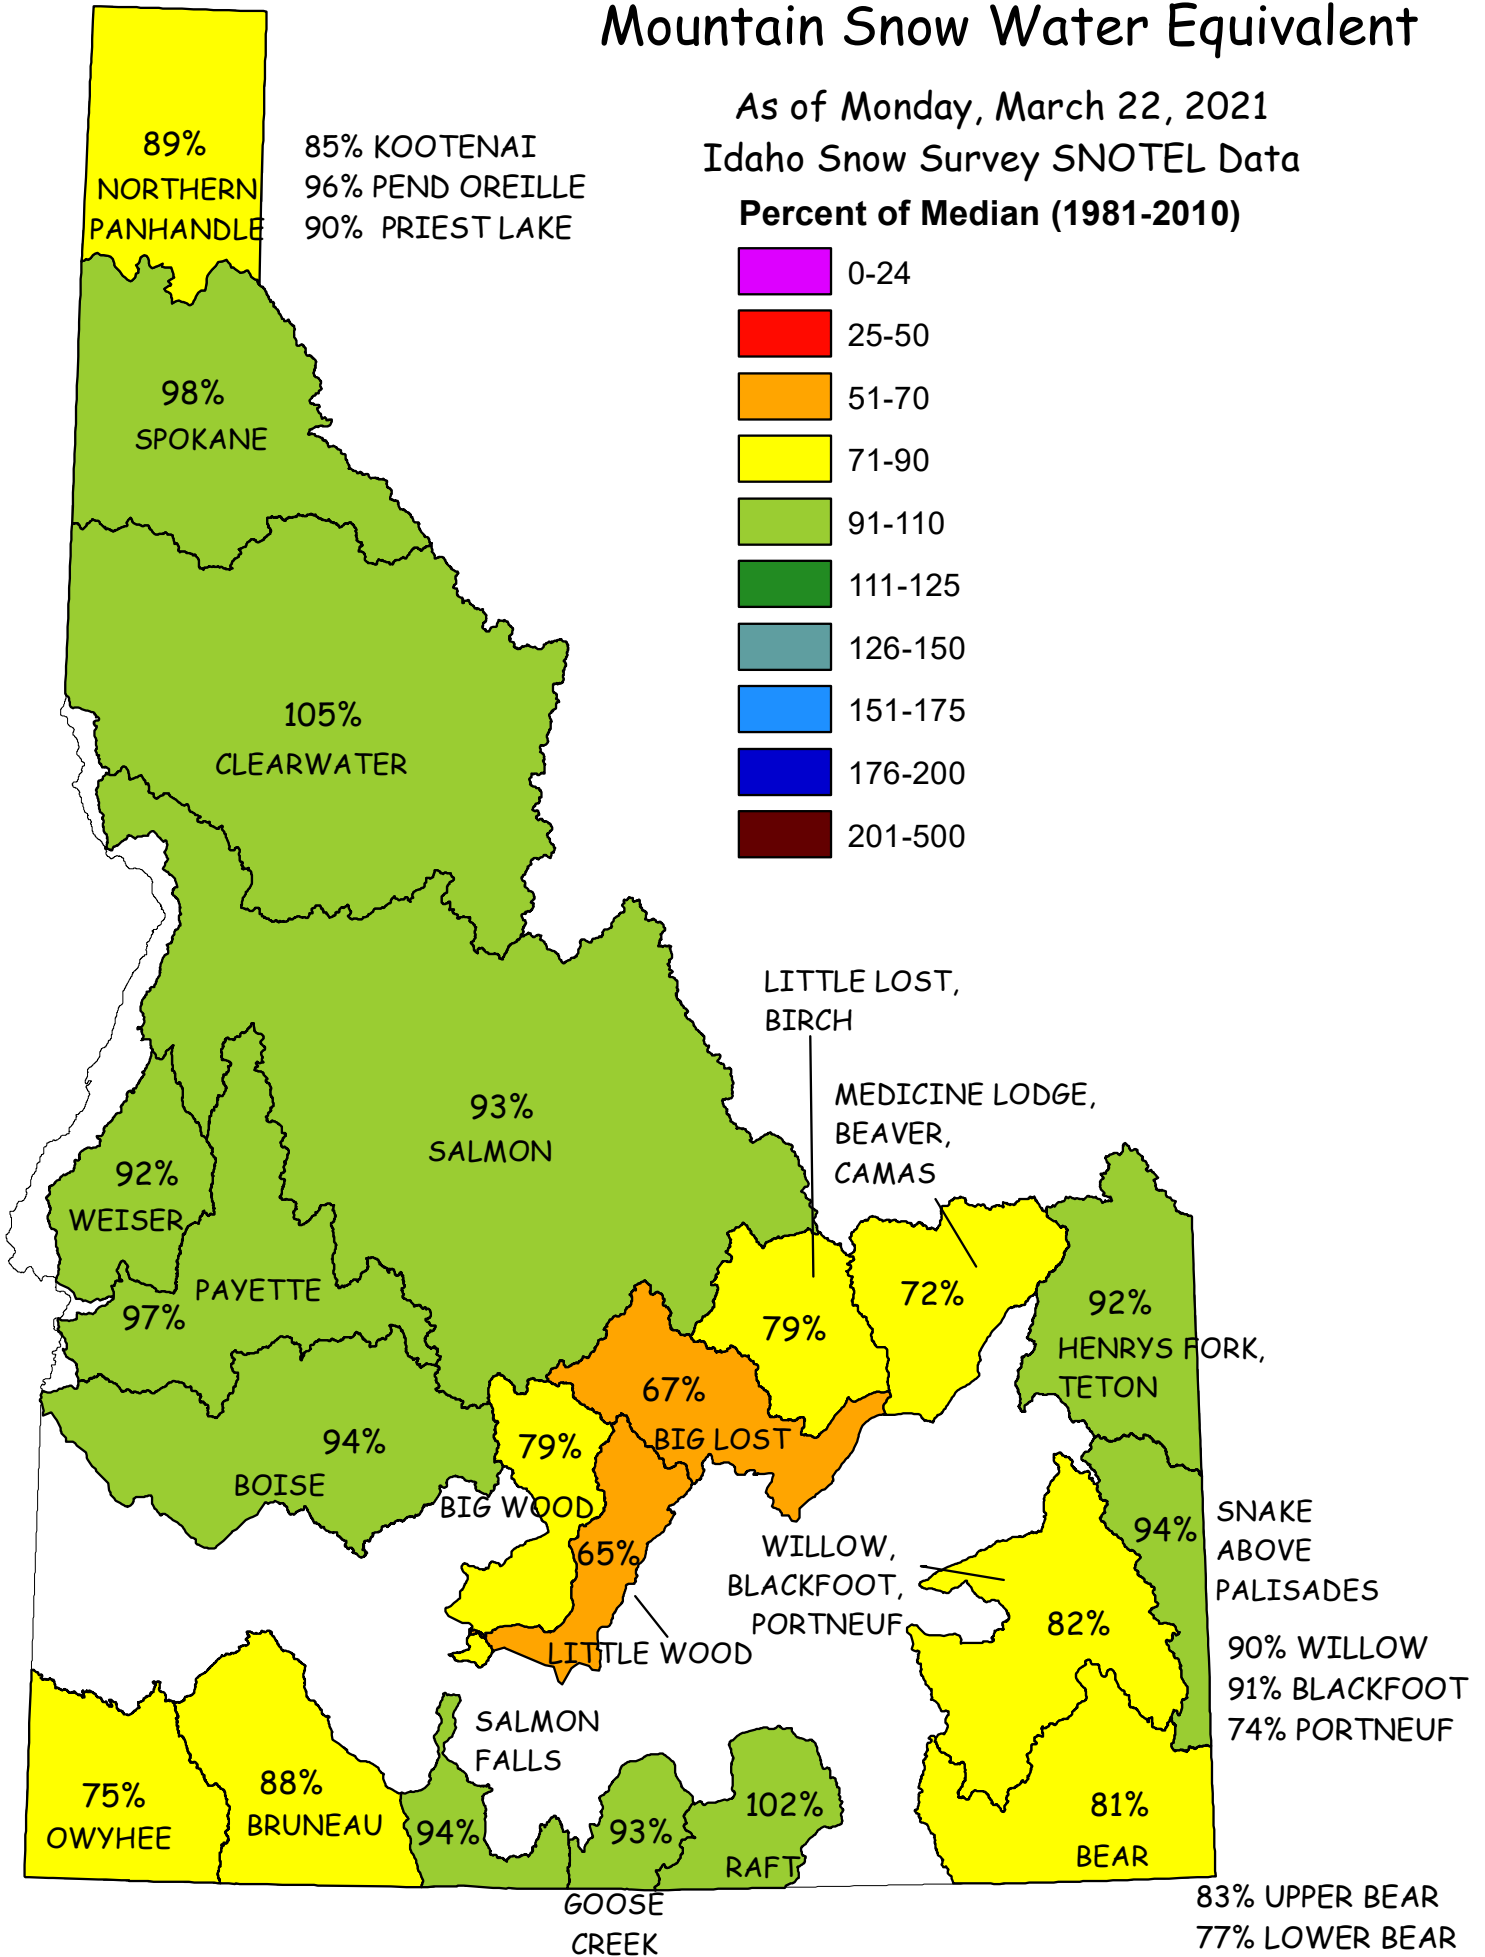 Mountain Snow Water Equivalent
As of Monday, March 22, 2021
Idaho Snow Survey SNOTEL Data
Percent of Median (1981-2010)
0-24
25-50
51-70
71-90
91-110
111-125
126-150
151-175
176-200
201-500
89%
NORTHERN
PANHANDLE
85% KOOTENAI
96% PEND OREILLE
90% PRIEST LAKE
98%
SPOKANE
105%
CLEARWATER
93%
SALMON
92%
WEISER
PAYETTE
97%
94%
BOISE
LITTLE LOST,
BIRCH
79%
MEDICINE LODGE,
BEAVER,
CAMAS
72%
92%
HENRYS FORK,
TETON
67%
BIG LOST
79%
BIG WOOD
65%
LITTLE WOOD
94%
SNAKE
ABOVE
PALISADES
WILLOW,
BLACKFOOT,
PORTNEUF
82%
90% WILLOW
91% BLACKFOOT
74% PORTNEUF
75%
OWYHEE
88%
BRUNEAU
SALMON
FALLS
94%
93%
GOOSE
CREEK
102%
RAFT
81%
BEAR
83% UPPER BEAR
77% LOWER BEAR